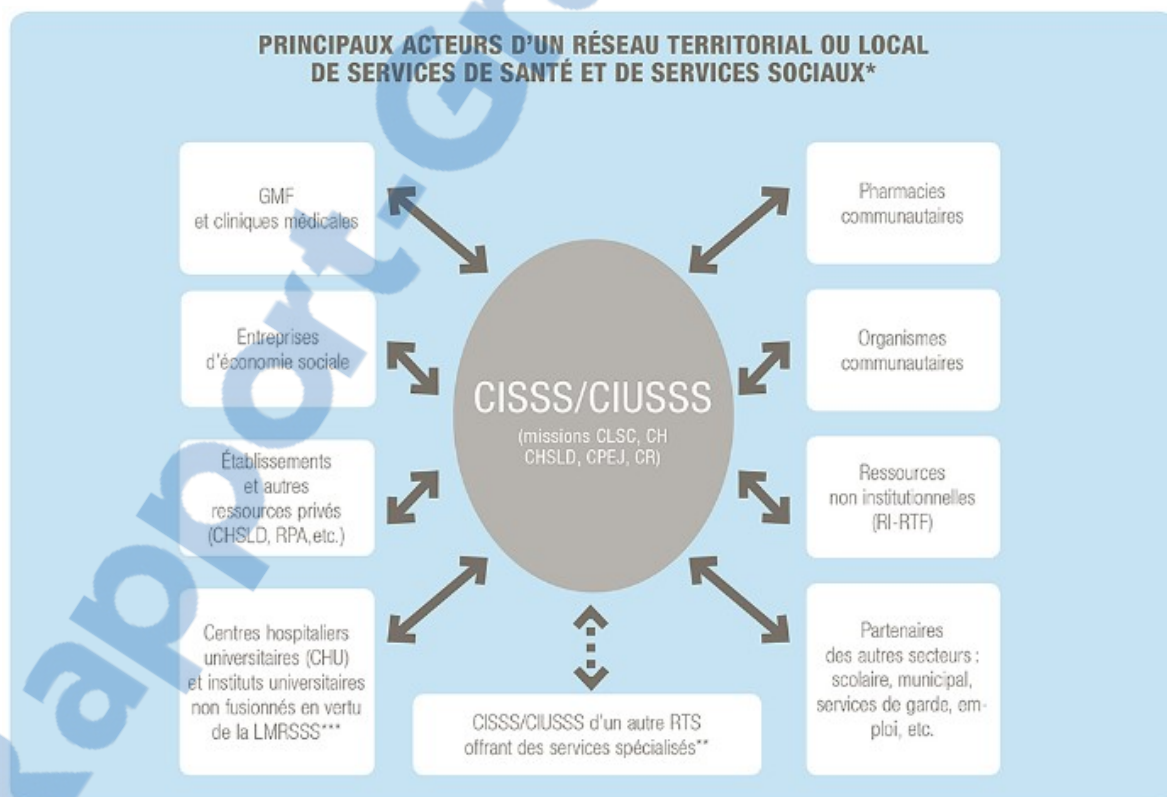 PRINCIPAUX ACTEURS D'UN RÉSEAU TERRITORIAL OU LOCAL
DE SERVICES DE SANTÉ ET DE SERVICES SOCIAUX*
GMF
et cliniques médicales
Entreprises
d'économie sociale
Établissements
et autres
ressources privés
(CHSLD, RPA, etc.)
Centres hospitaliers
universitaires (CHU)
et instituts universitaires
non fusionnés en vertu
de la LMRSSS***
CISSS/CIUSSS
(missions CLSC, CH
CHSLD, CPEJ, CR)
CISSS/CIUSSS d'un autre RTS
offrant des services spécialisés**
Pharmacies
communautaires
Organismes
communautaires
Ressources
non institutionnelles
(RI-RTF)
Partenaires
des autres secteurs :
scolaire, municipal,
services de garde, em-
ploi, etc.
Rapport-Gr